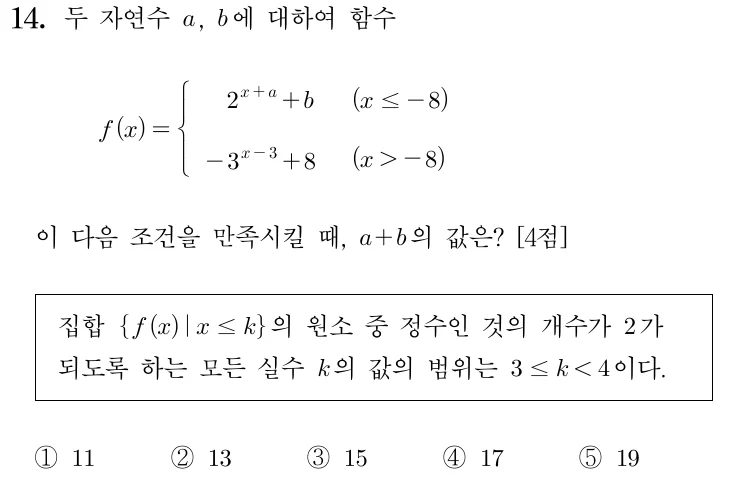 14. 두 자연수 a, b에 대하여 함수
f(x) = { 2^{x+a}+b (x ≤ −8)
−3^{x−3}+8 (x > −8)
이 다음 조건을 만족시킬 때, a+b의 값은? [4점]
집합 {f(x) | x ≤ k}의 원소 중 정수인 것의 개수가 2가
되도록 하는 모든 실수 k의 값의 범위는 3 ≤ k < 4이다.
① 11 ② 13 ③ 15 ④ 17 ⑤ 19